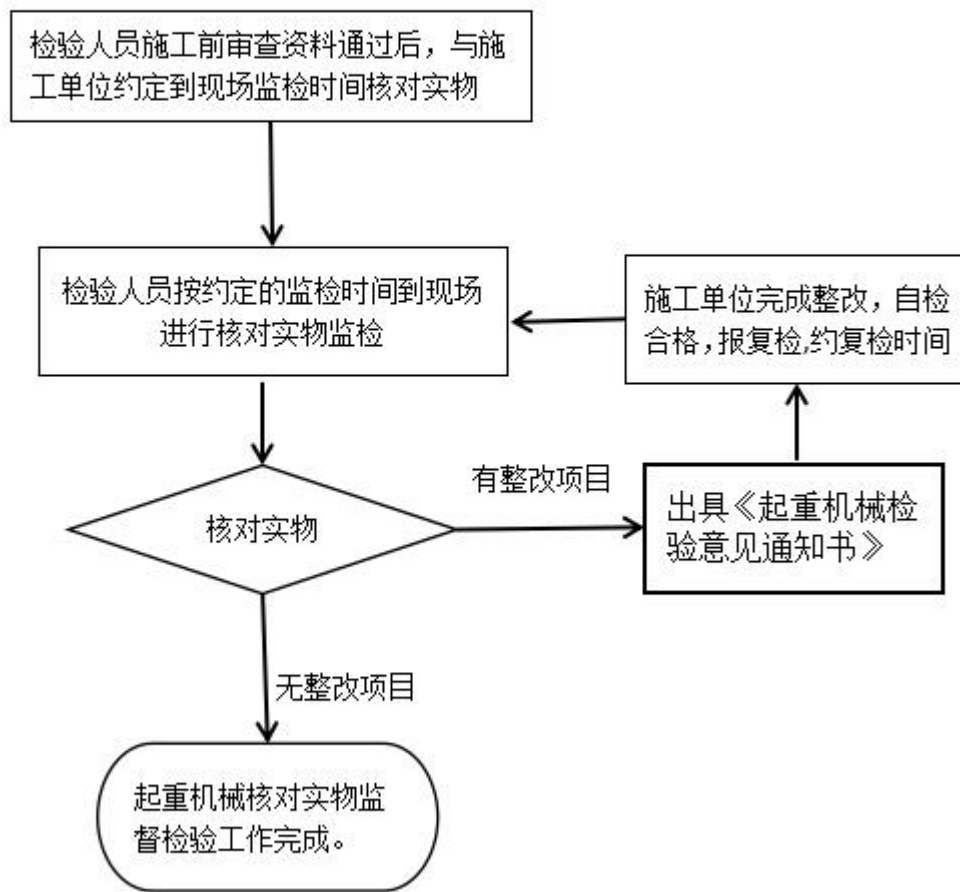 检验人员施工前审查资料通过后，与施
工单位约定到现场监检时间核对实物
检验人员按约定的监检时间到现场
进行核对实物监检
施工单位完成整改，自检
合格，报复检,约复检时间
核对实物
有整改项目
出具《起重机械检
验意见通知书》
无整改项目
起重机械核对实物监
督检验工作完成。